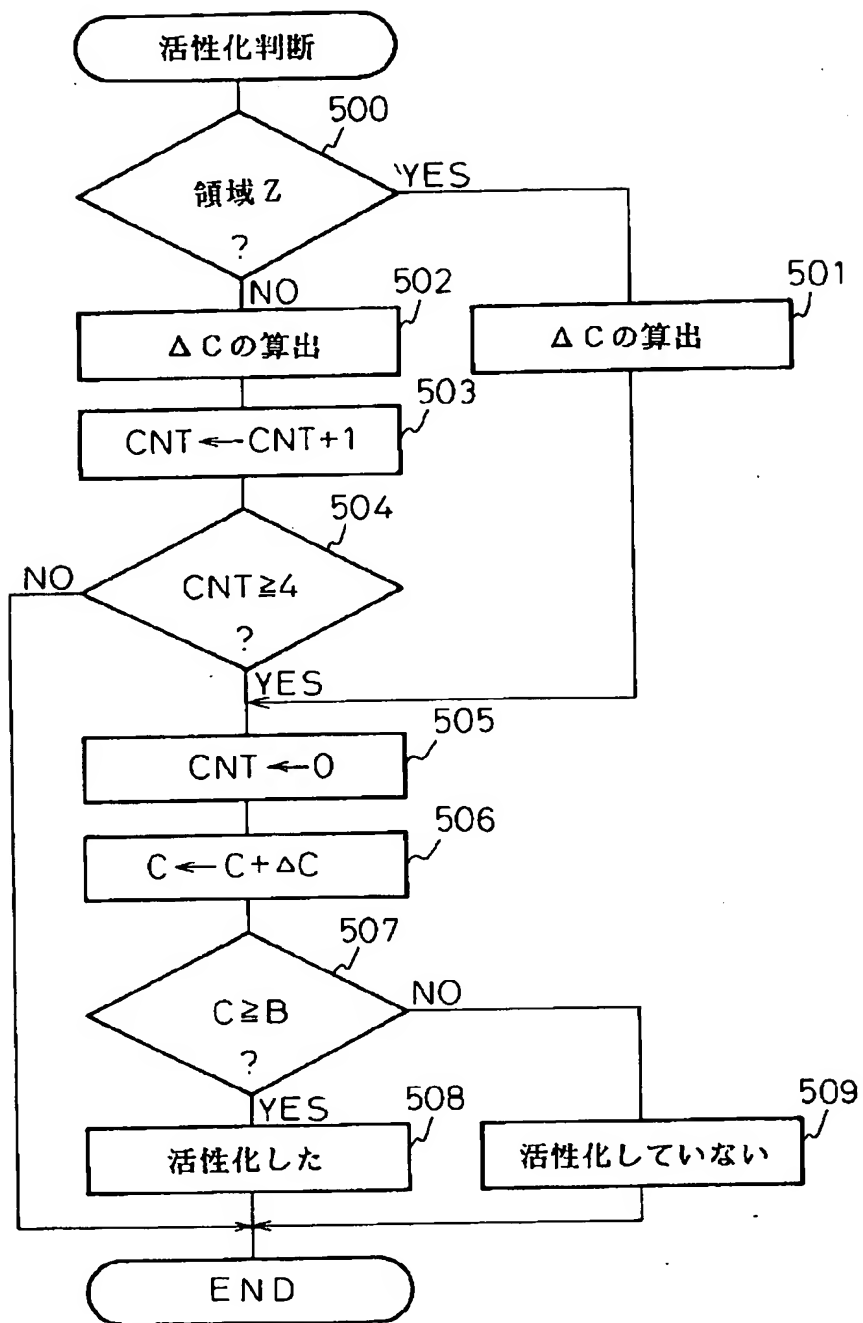 活性化判断
500
領域Z
?
YES
NO
502
ΔCの算出
501
ΔCの算出
503
CNT←CNT+1
504
NO
CNT≧4
?
YES
505
CNT←0
506
C←C+ΔC
507
C≧B
?
NO
YES
508
活性化した
509
活性化していない
END